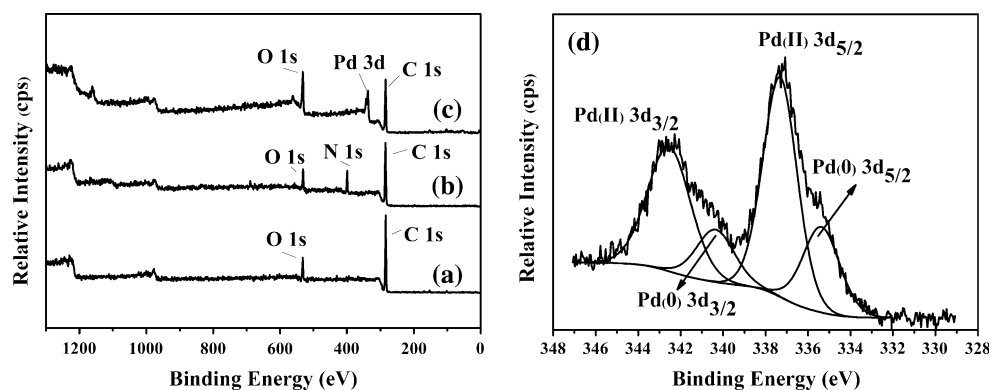 O 1s
Pd 3d
C 1s
(c)
O 1s
N 1s
C 1s
(b)
O 1s
C 1s
(a)
Relative Intensity (cps)
1200 1000 800 600 400 200 0
Binding Energy (eV)
(d)
Pd(II) 3d5/2
Pd(II) 3d3/2
Pd(0) 3d5/2
Pd(0) 3d3/2
Relative Intensity (cps)
348 346 344 342 340 338 336 334 332 330 328
Binding Energy (eV)